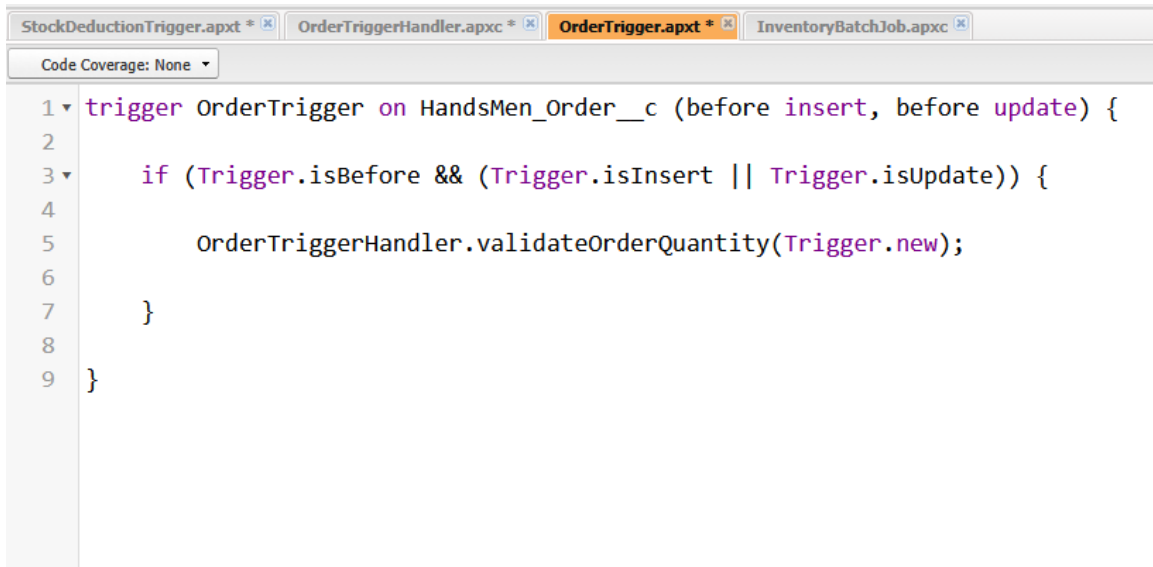 StockDeductionTrigger.apxt * OrderTriggerHandler.apxc * OrderTrigger.apxt * InventoryBatchJob.apxc
Code Coverage: None
1 trigger OrderTrigger on HandsMen_Order__c (before insert, before update) {
2
3     if (Trigger.isBefore && (Trigger.isInsert || Trigger.isUpdate)) {
4
5         OrderTriggerHandler.validateOrderQuantity(Trigger.new);
6
7     }
8
9 }